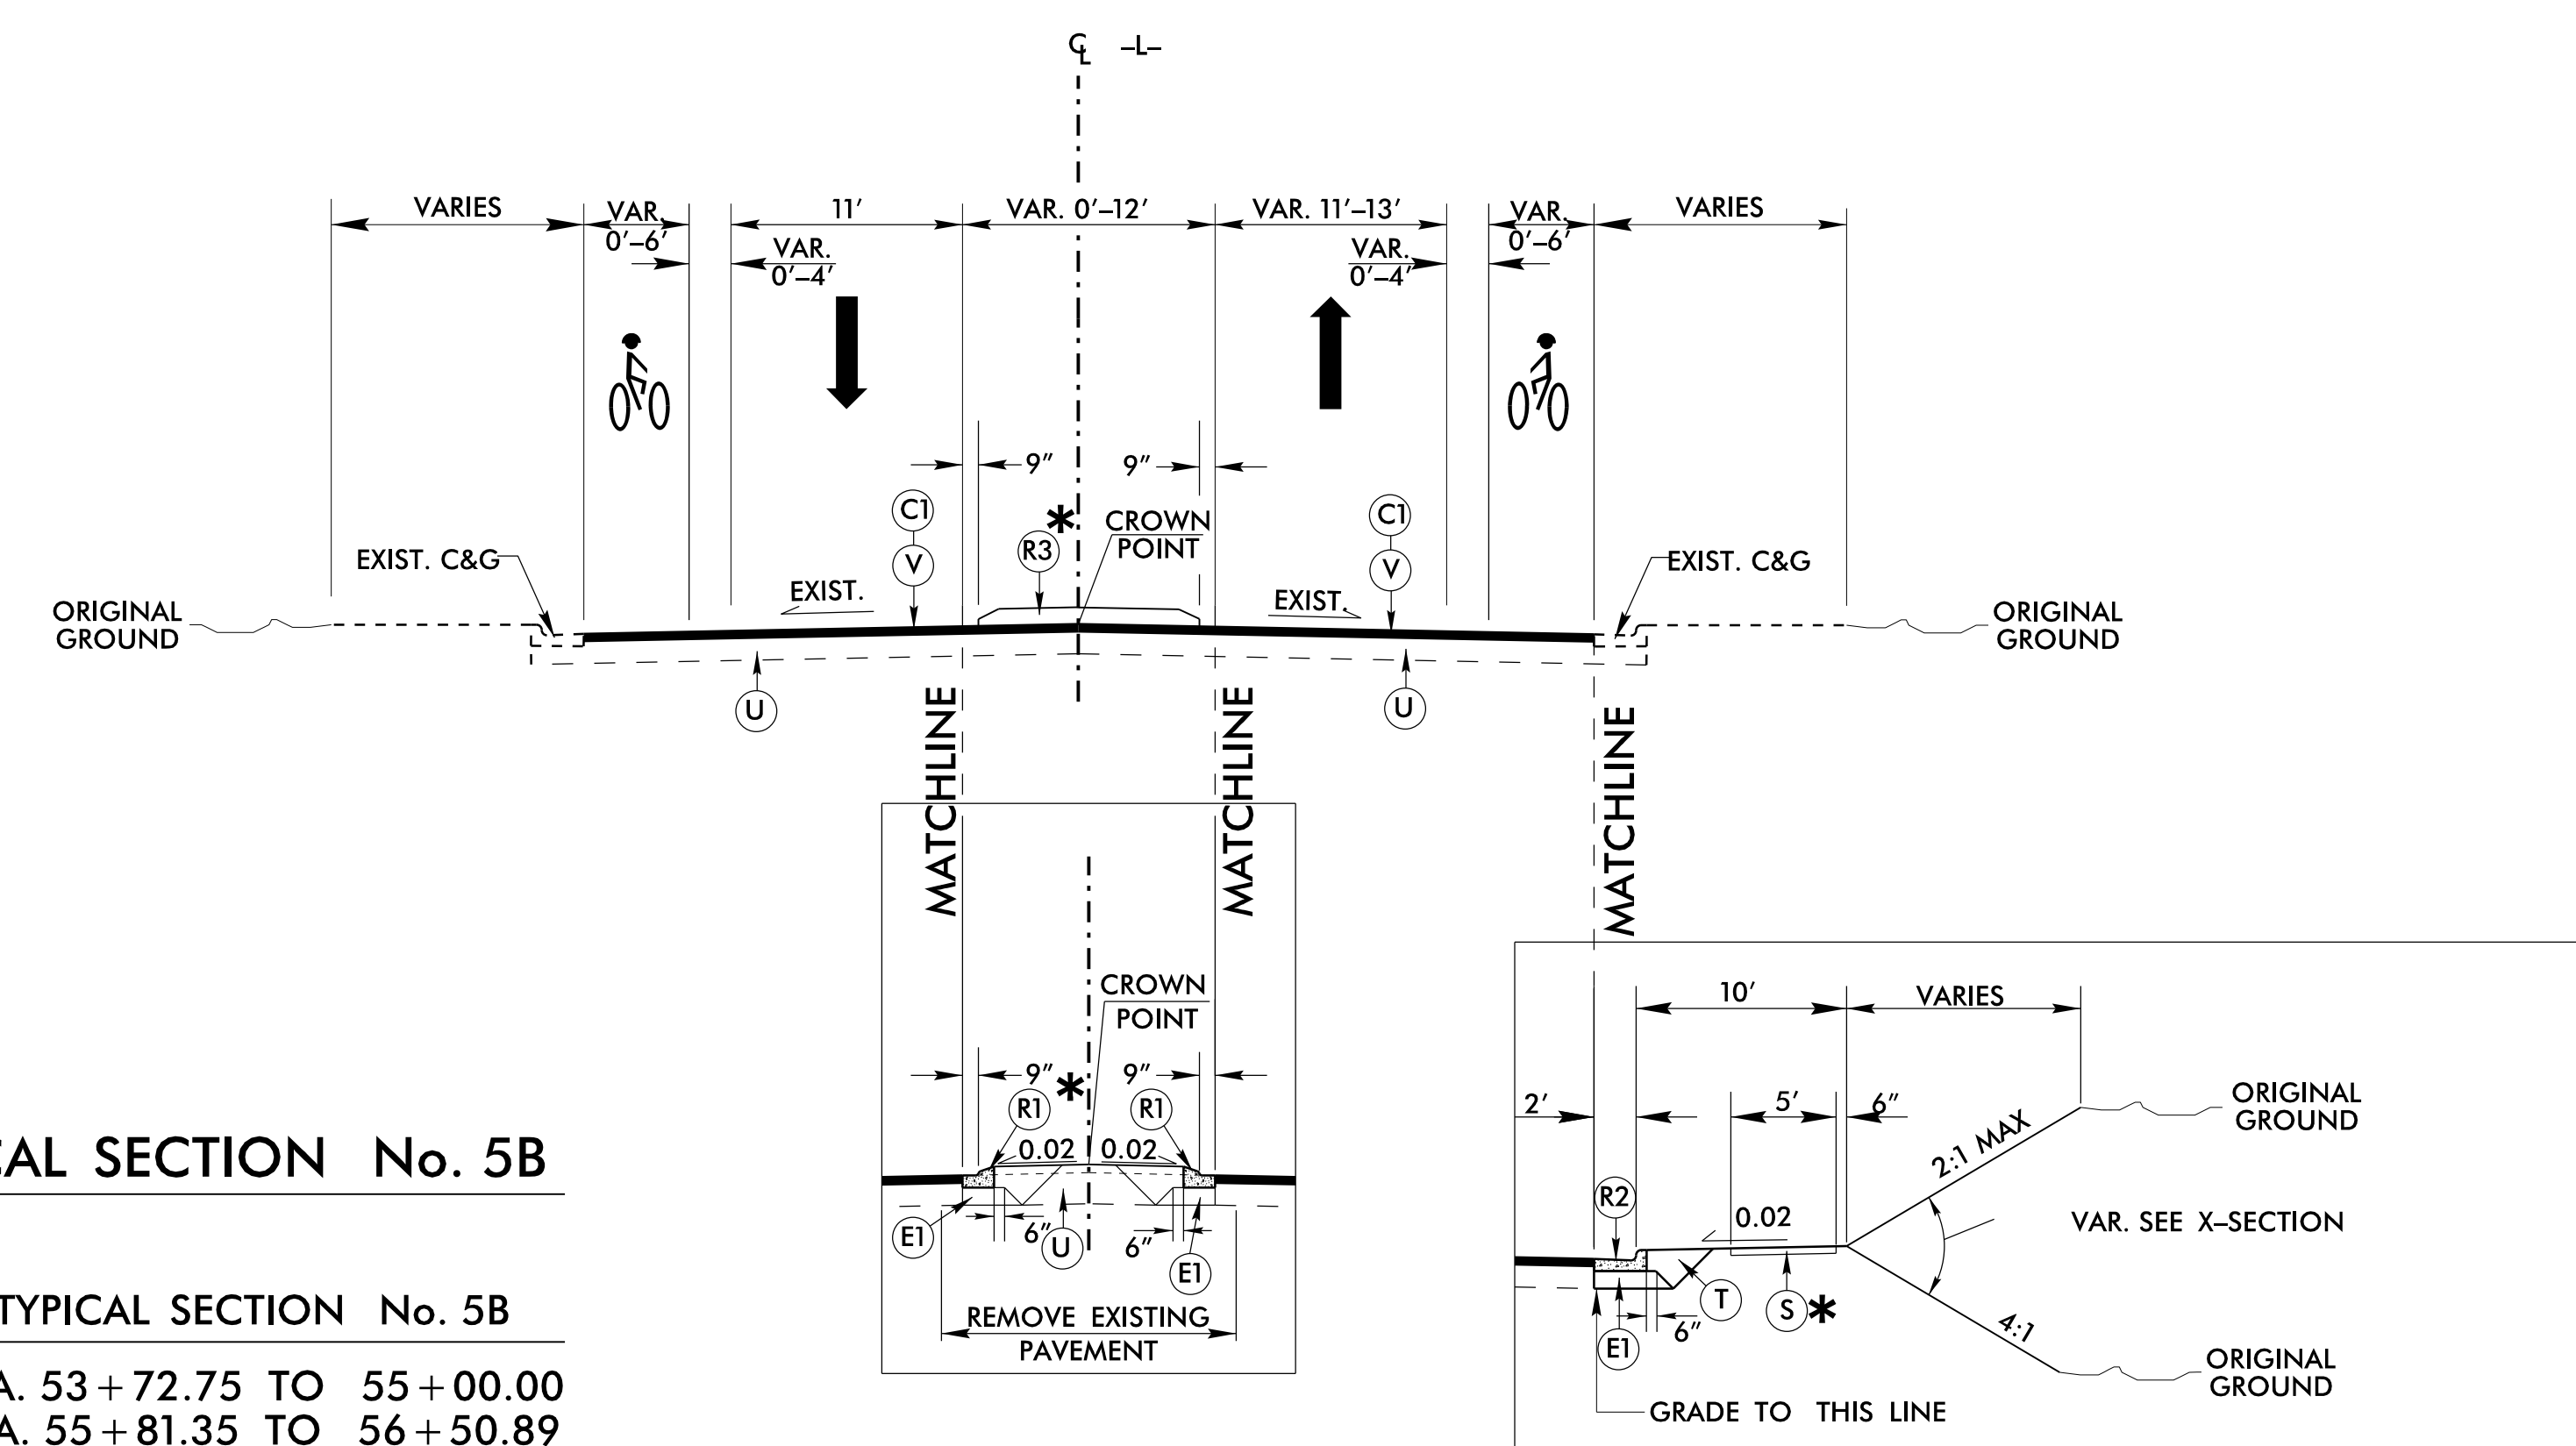 ℄ –L–
VARIES
VAR.
0'–6'
11'
VAR. 0'–12'
VAR. 11'–13'
VAR.
0'–6'
VARIES
VAR.
0'–4'
VAR.
0'–4'
9"
9"
C1
V
R3
*
CROWN
POINT
C1
V
EXIST. C&G
EXIST.
EXIST.
EXIST. C&G
ORIGINAL
GROUND
ORIGINAL
GROUND
U
U
MATCHLINE
MATCHLINE
MATCHLINE
CROWN
POINT
9"
*
9"
R1
R1
0.02
0.02
E1
6"
U
6"
E1
REMOVE EXISTING
PAVEMENT
10'
VARIES
2'
5'
6"
ORIGINAL
GROUND
2:1 MAX
R2
0.02
VAR. SEE X–SECTION
T
S
*
6"
E1
4:1
ORIGINAL
GROUND
GRADE TO THIS LINE
CAL SECTION No. 5B
TYPICAL SECTION No. 5B
A. 53+72.75 TO 55+00.00
A. 55+81.35 TO 56+50.89